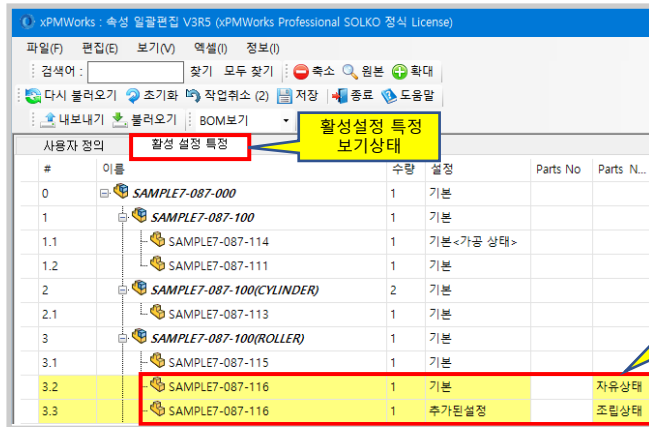 xPMWorks : 속성 일괄편집 V3R5 (xPMWorks Professional SOLKO 정식 License)
파일(F) 편집(E) 보기(V) 엑셀(I) 정보(I)
검색어 : 찾기 모두 찾기 축소 원본 확대
다시 불러오기 초기화 작업취소 (2) 저장 종료 도움말
내보내기 불러오기 BOM보기
활성설정 특정
보기상태
사용자 정의 활성 설정 특정
# 이름 수량 설정 Parts No Parts N...
0 SAMPLE7-087-000 1 기본
1 SAMPLE7-087-100 1 기본
1.1 SAMPLE7-087-114 1 기본<가공 상태>
1.2 SAMPLE7-087-111 1 기본
2 SAMPLE7-087-100(CYLINDER) 2 기본
2.1 SAMPLE7-087-113 1 기본
3 SAMPLE7-087-100(ROLLER) 1 기본
3.1 SAMPLE7-087-115 1 기본
3.2 SAMPLE7-087-116 1 기본 자유상태
3.3 SAMPLE7-087-116 1 추가된설정 조립상태